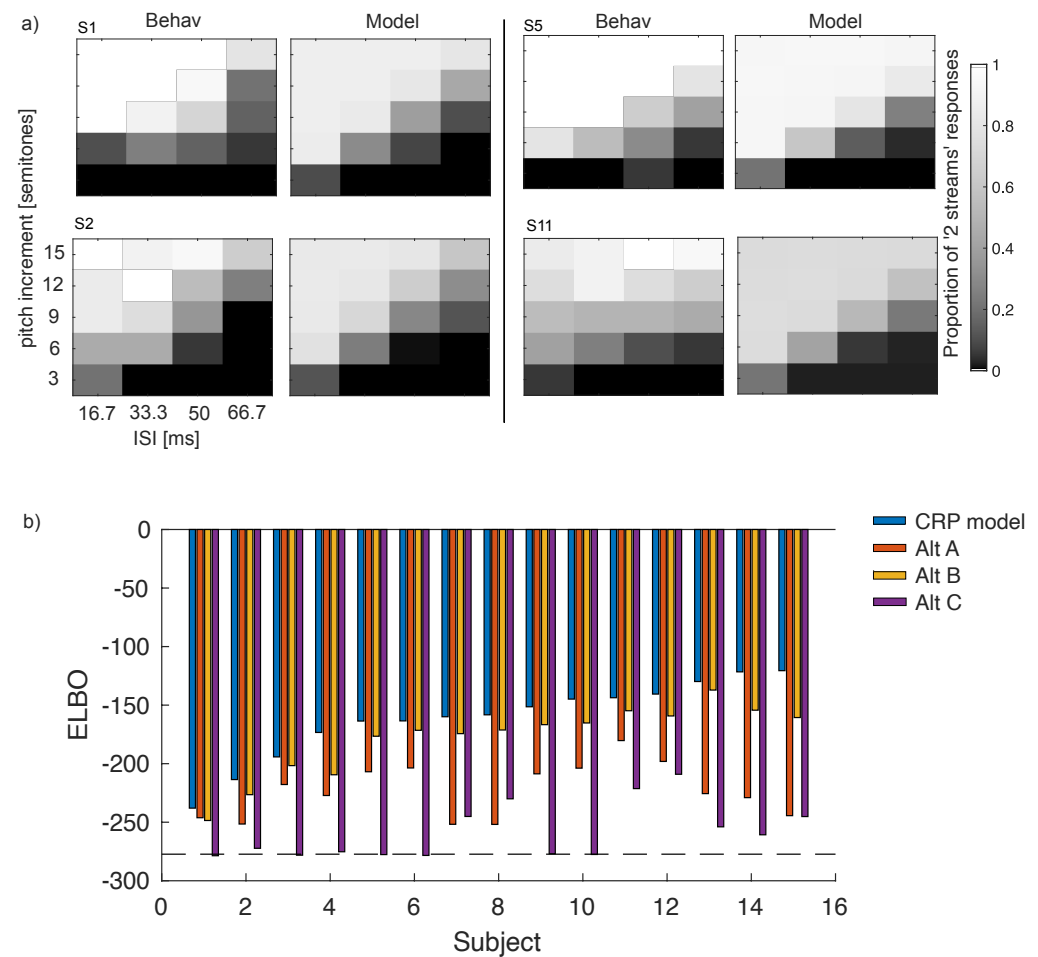 a)
S1
Behav
Model
S5
Behav
Model
pitch increment [semitones]
S2
15
12
9
6
3
16.7 33.3 50 66.7
ISI [ms]
S11
1
0.8
0.6
0.4
0.2
0
Proportion of '2 streams' responses
b)
0
-50
-100
-150
-200
-250
-300
ELBO
0 2 4 6 8 10 12 14 16
Subject
CRP model
Alt A
Alt B
Alt C